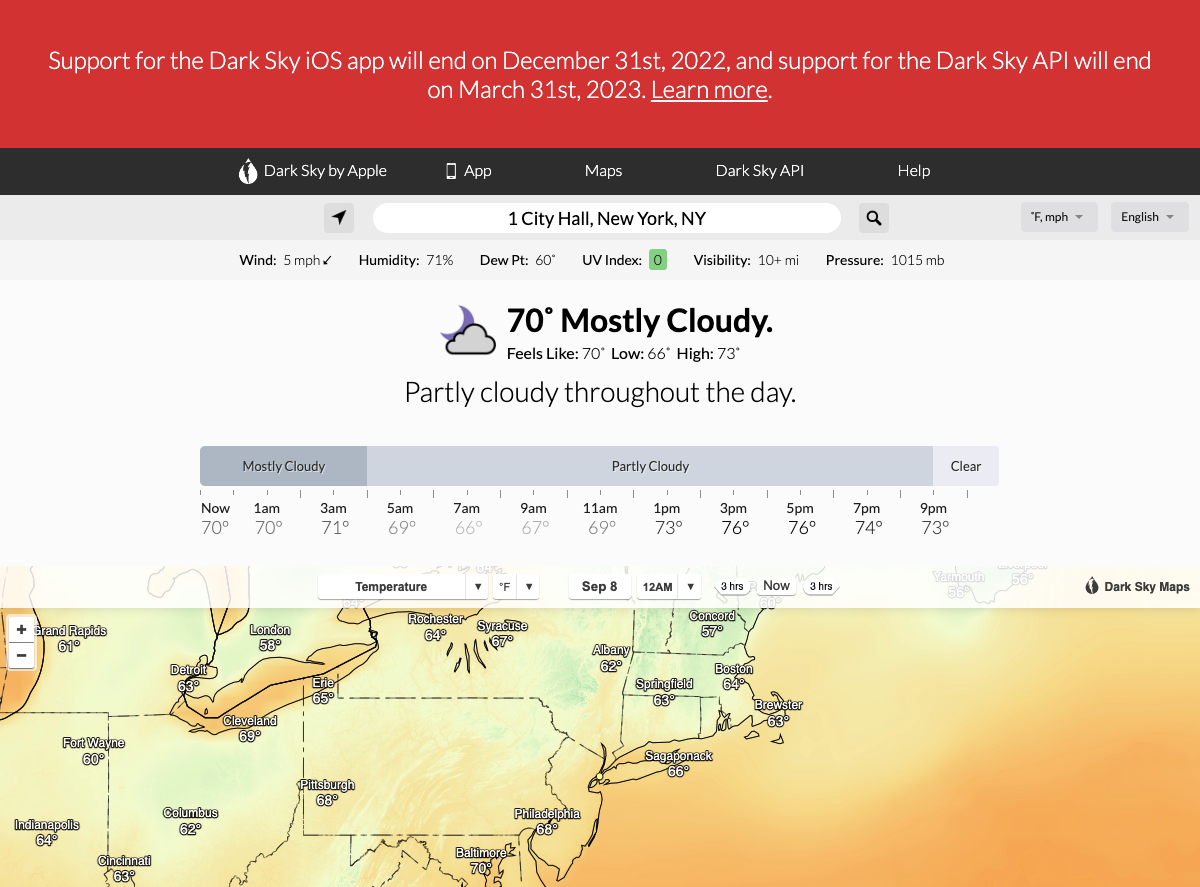 Support for the Dark Sky iOS app will end on December 31st, 2022, and support for the Dark Sky API will end
on March 31st, 2023. Learn more.
Dark Sky by Apple App Maps Dark Sky API Help
1 City Hall, New York, NY ˚F, mph English
Wind: 5 mph Humidity: 71% Dew Pt: 60˚ UV Index: 0 Visibility: 10+ mi Pressure: 1015 mb
70˚ Mostly Cloudy.
Feels Like: 70˚ Low: 66˚ High: 73˚
Partly cloudy throughout the day.
Mostly Cloudy Partly Cloudy Clear
Now 1am 3am 5am 7am 9am 11am 1pm 3pm 5pm 7pm 9pm
70° 70° 71° 69° 66° 67° 69° 73° 76° 76° 74° 73°
Temperature °F Sep 8 12AM 3 hrs Now 3 hrs Yarmouth 56° 56° Dark Sky Maps
+
−
Grand Rapids
61°
London
58°
Rochester
64°
Syracuse
67°
Concord
57°
Albany
62°
Detroit
63°
Erie
65°
Springfield
63°
Boston
64°
Brewster
63°
Cleveland
69°
Fort Wayne
60°
Sagaponack
66°
Pittsburgh
68°
Columbus
62°
Philadelphia
68°
Indianapolis
64°
Cincinnati
63°
Baltimore
70°